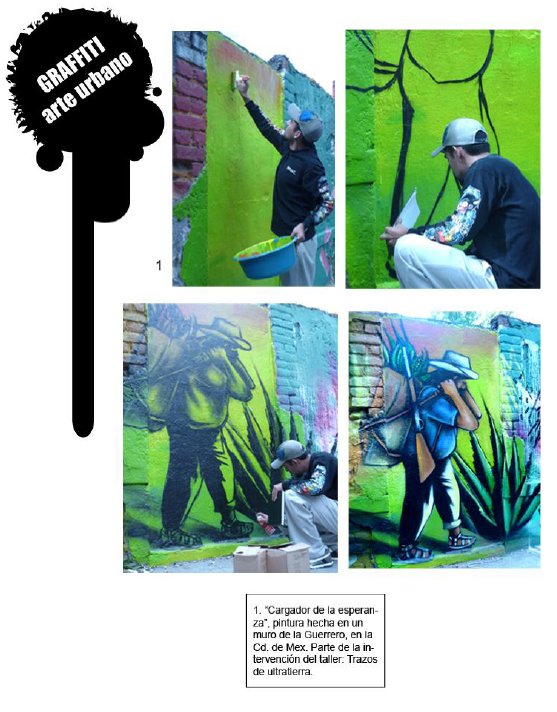 GRAFFITI
arte urbano
1
1. "Cargador de la esperan-
za", pintura hecha en un
muro de la Guerrero, en la
Cd. de Mex. Parte de la in-
tervención del taller: Trazos
de ultratierra.